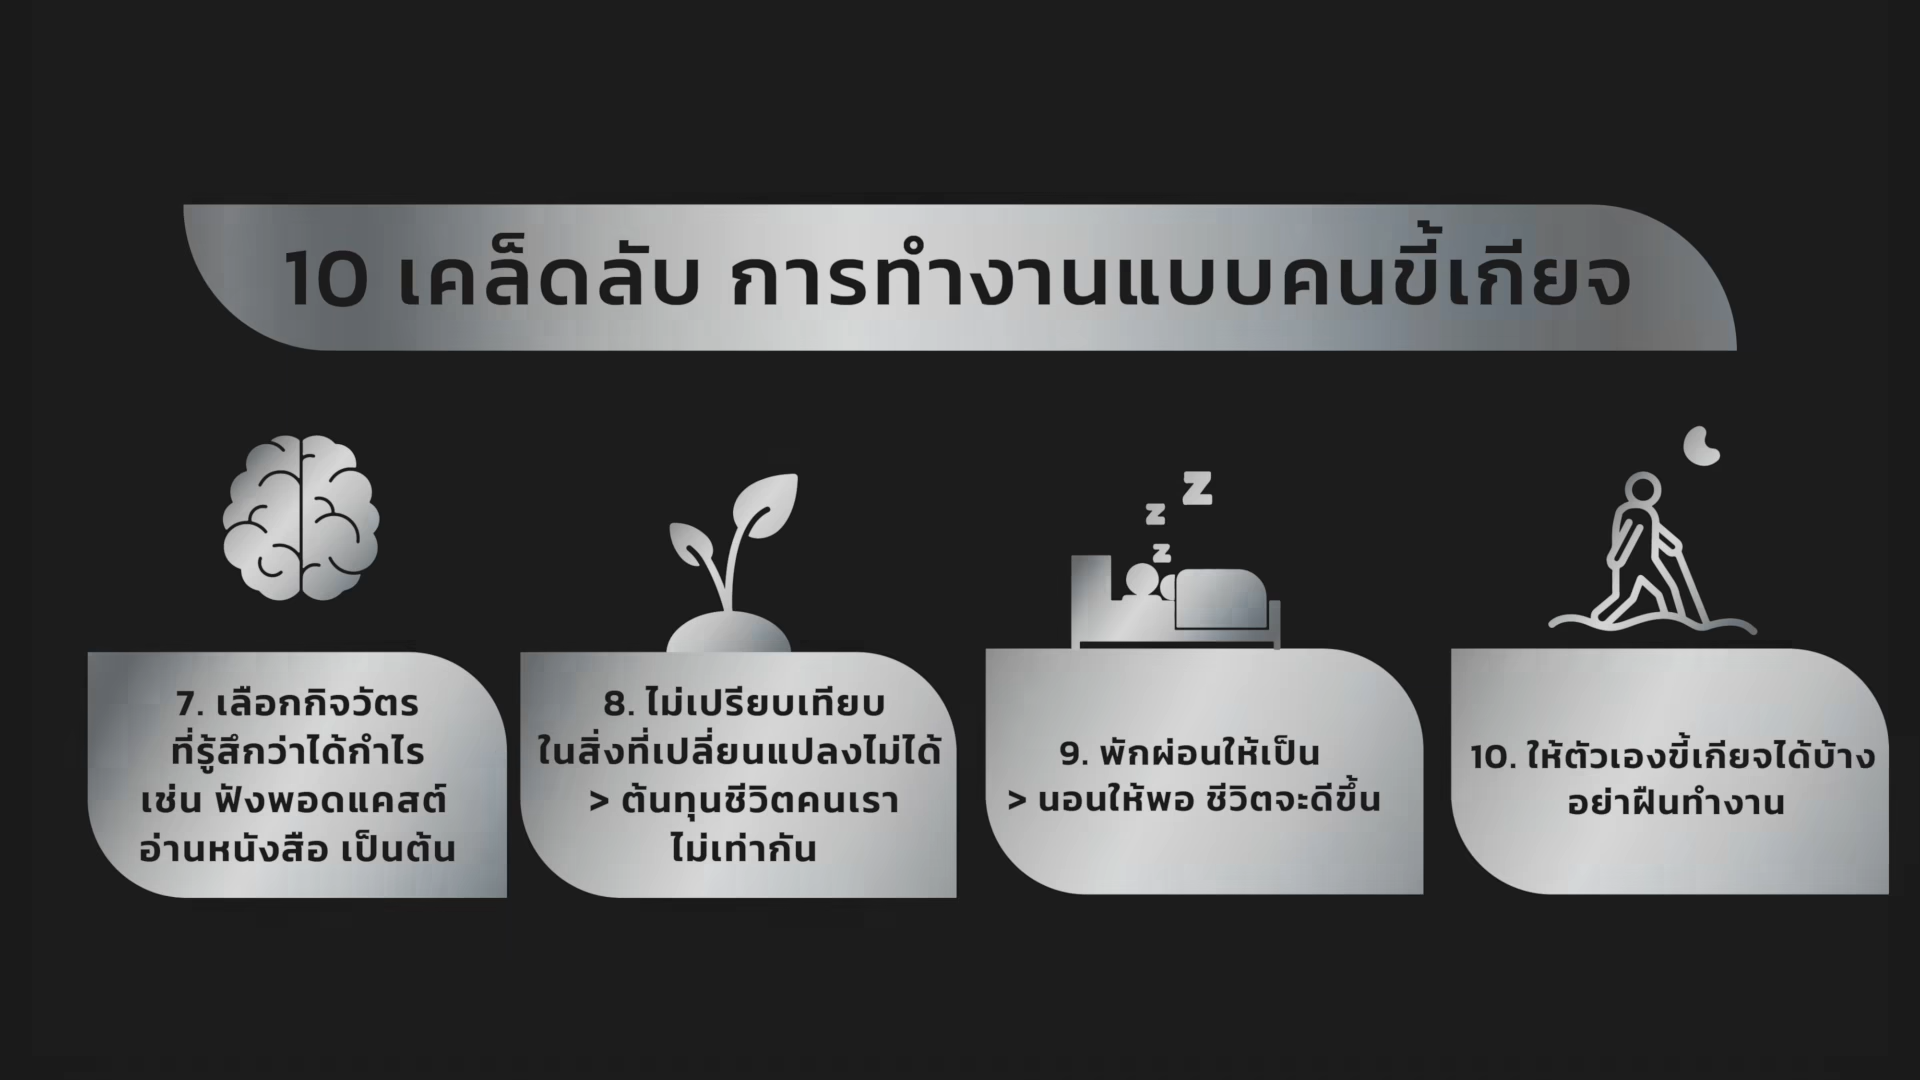 10 เคล็ดลับ การทำงานแบบคนขี้เกียจ
7. เลือกกิจวัตร
ที่รู้สึกว่าได้กำไร
เช่น ฟังพอดแคสต์
อ่านหนังสือ เป็นต้น
8. ไม่เปรียบเทียบ
ในสิ่งที่เปลี่ยนแปลงไม่ได้
> ต้นทุนชีวิตคนเรา
ไม่เท่ากัน
z
z
z
9. พักผ่อนให้เป็น
> นอนให้พอ ชีวิตจะดีขึ้น
10. ให้ตัวเองขี้เกียจได้บ้าง
อย่าฝืนทำงาน